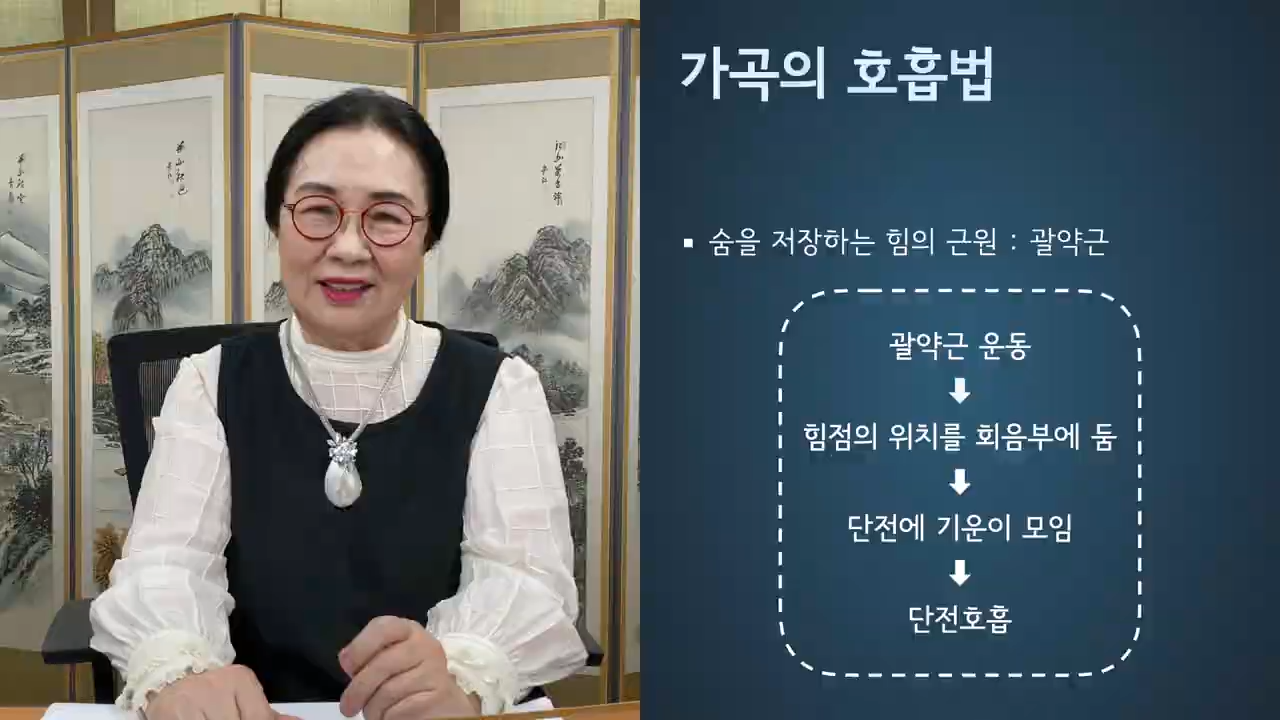 가곡의 호흡법
▪ 숨을 저장하는 힘의 근원 : 괄약근
괄약근 운동
힘점의 위치를 회음부에 둠
단전에 기운이 모임
단전호흡